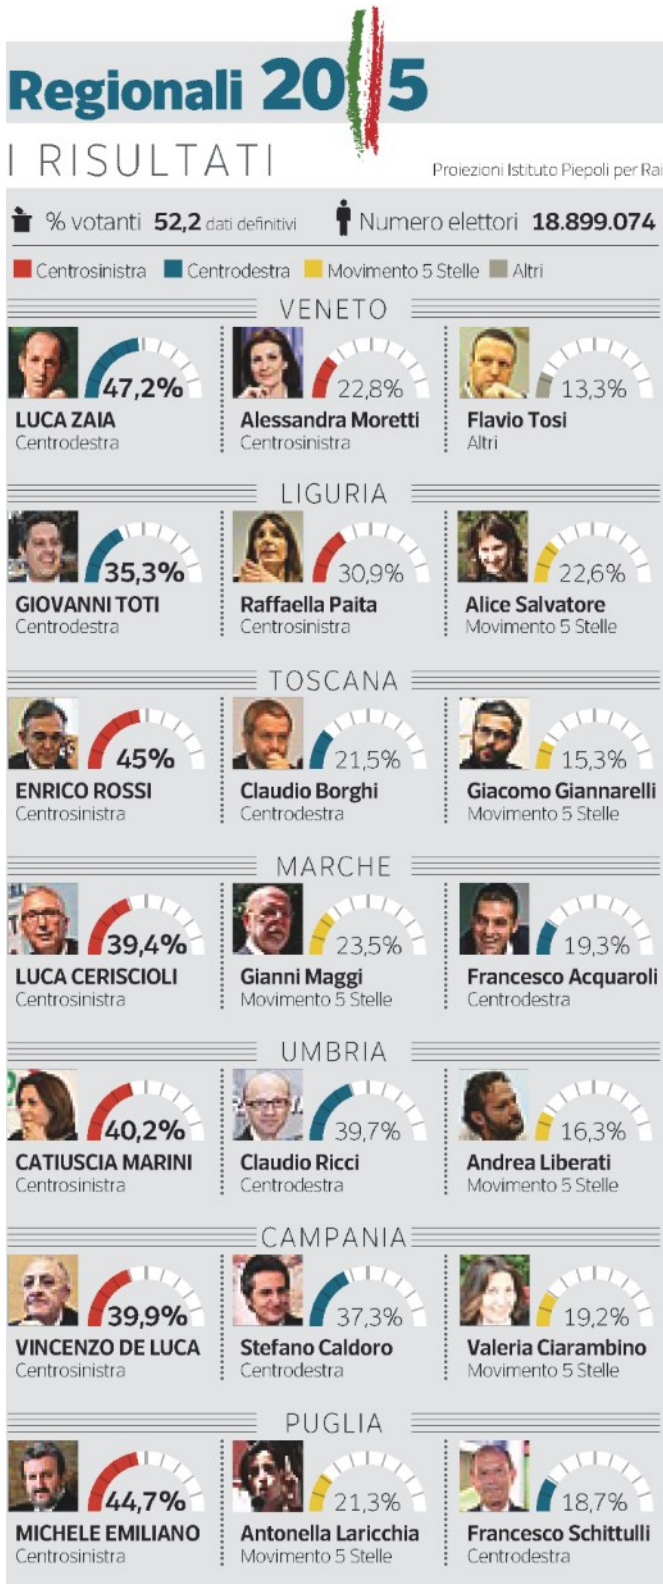 Regionali 2015
I RISULTATI
Proiezioni Istituto Piepoli per Rai
% votanti 52,2 dati definitivi Numero elettori 18.899.074
Centrosinistra Centrodestra Movimento 5 Stelle Altri
VENETO
47,2% 22,8% 13,3%
LUCA ZAIA Alessandra Moretti Flavio Tosi
Centrodestra Centrosinistra Altri
LIGURIA
35,3% 30,9% 22,6%
GIOVANNI TOTI Raffaella Paita Alice Salvatore
Centrodestra Centrosinistra Movimento 5 Stelle
TOSCANA
45% 21,5% 15,3%
ENRICO ROSSI Claudio Borghi Giacomo Giannarelli
Centrosinistra Centrodestra Movimento 5 Stelle
MARCHE
39,4% 23,5% 19,3%
LUCA CERISCIOLI Gianni Maggi Francesco Acquaroli
Centrosinistra Movimento 5 Stelle Centrodestra
UMBRIA
40,2% 39,7% 16,3%
CATIUSCIA MARINI Claudio Ricci Andrea Liberati
Centrosinistra Centrodestra Movimento 5 Stelle
CAMPANIA
39,9% 37,3% 19,2%
VINCENZO DE LUCA Stefano Caldoro Valeria Ciarambino
Centrosinistra Centrodestra Movimento 5 Stelle
PUGLIA
44,7% 21,3% 18,7%
MICHELE EMILIANO Antonella Laricchia Francesco Schittulli
Centrosinistra Movimento 5 Stelle Centrodestra